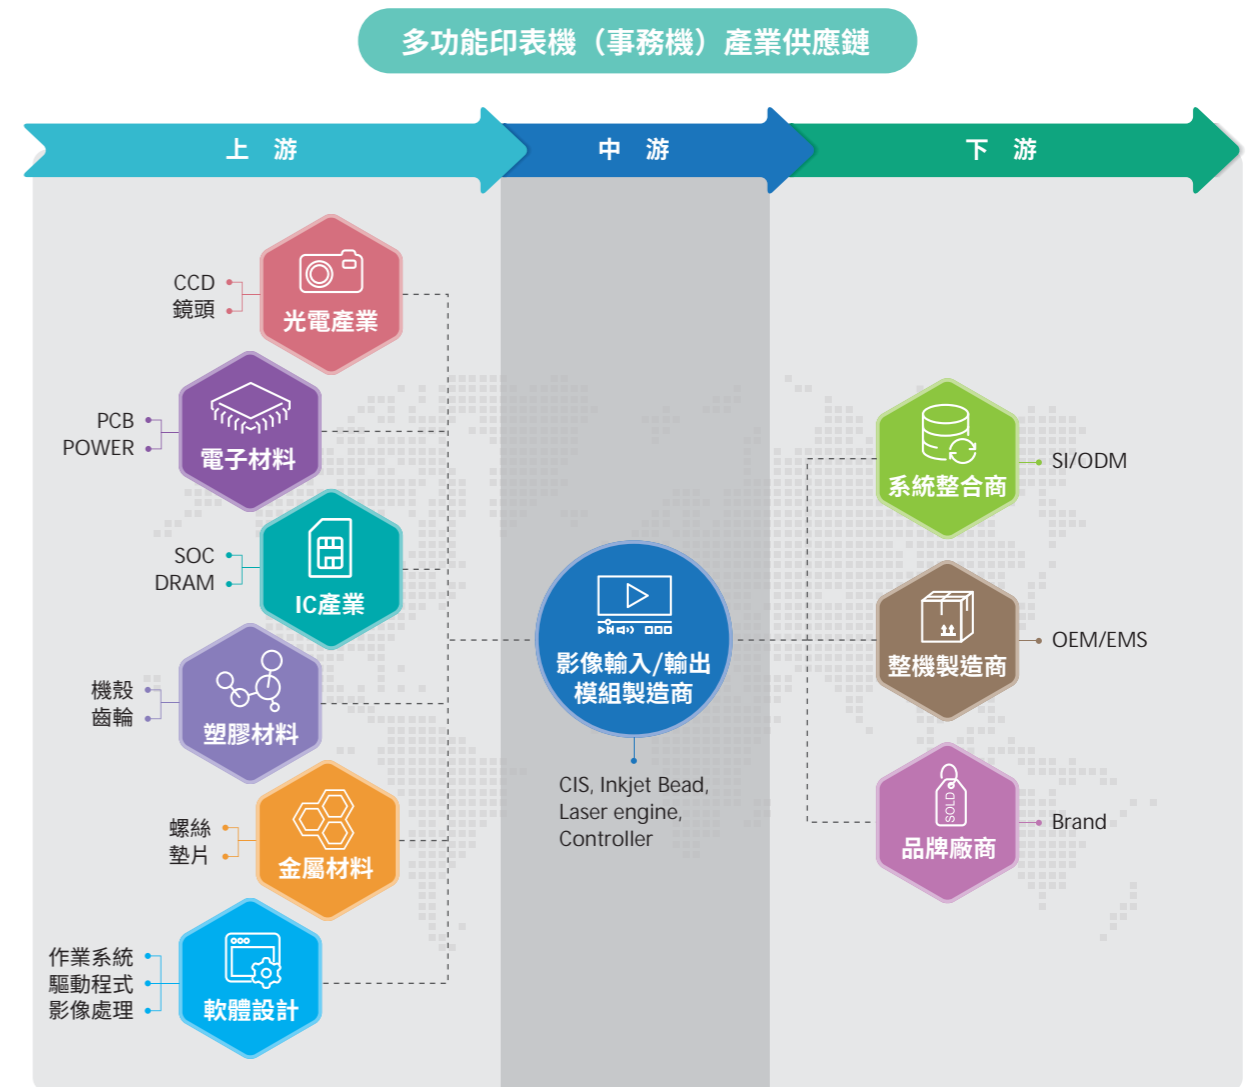 多功能印表機（事務機）產業供應鏈
上 游
中 游
下 游
CCD
鏡頭
光電產業
PCB
POWER
電子材料
SOC
DRAM
IC產業
機殼
齒輪
塑膠材料
螺絲
墊片
金屬材料
作業系統
驅動程式
影像處理
軟體設計
影像輸入/輸出
模組製造商
CIS, Inkjet Bead,
Laser engine,
Controller
系統整合商
SI/ODM
整機製造商
OEM/EMS
SOLD
品牌廠商
Brand